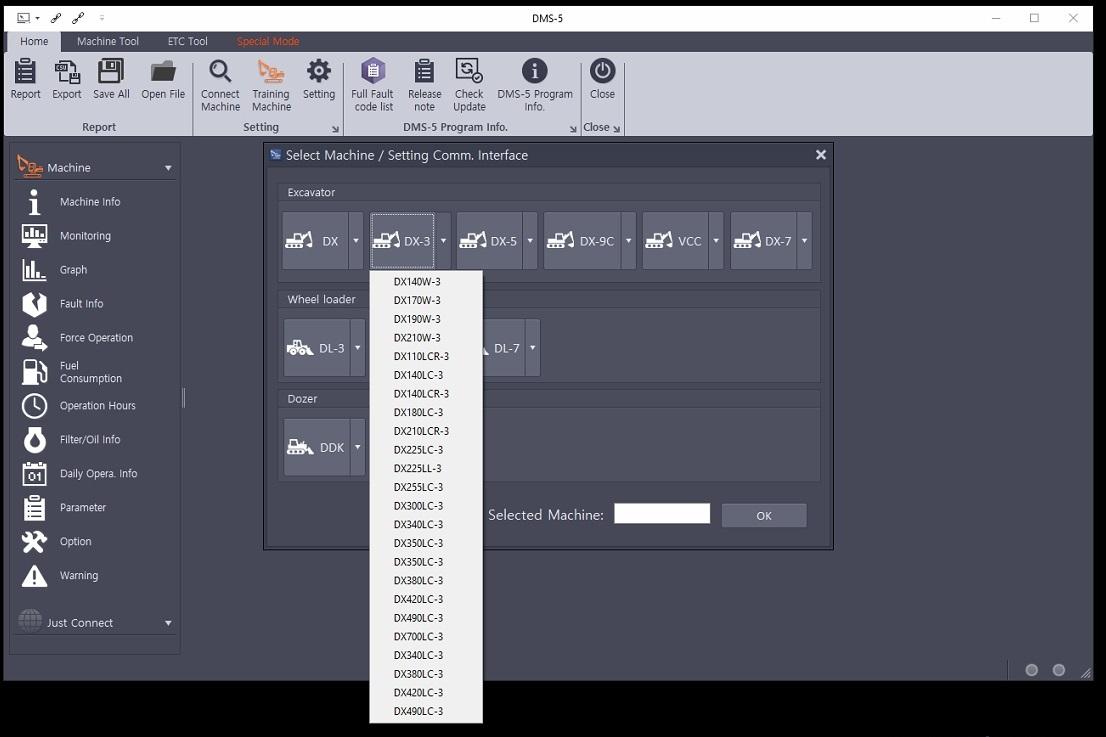 DMS-5
Home Machine Tool ETC Tool Special Mode
Report Export Save All Open File Connect Machine Training Machine Setting Full Fault code list Release note Check Update DMS-5 Program Info. Close
Report Setting DMS-5 Program Info. Close
Machine
Machine Info
Monitoring
Graph
Fault Info
Force Operation
Fuel
Consumption
Operation Hours
Filter/Oil Info
01
Daily Opera. Info
Parameter
Option
Warning
Just Connect
Select Machine / Setting Comm. Interface
Excavator
DX DX-3 DX-5 DX-9C VCC DX-7
Wheel loader
DL-3 DL-7
Dozer
DDK
Selected Machine: OK
DX140W-3
DX170W-3
DX190W-3
DX210W-3
DX110LCR-3
DX140LC-3
DX140LCR-3
DX180LC-3
DX210LCR-3
DX225LC-3
DX225LL-3
DX255LC-3
DX300LC-3
DX340LC-3
DX350LC-3
DX350LC-3
DX380LC-3
DX420LC-3
DX490LC-3
DX700LC-3
DX340LC-3
DX380LC-3
DX420LC-3
DX490LC-3